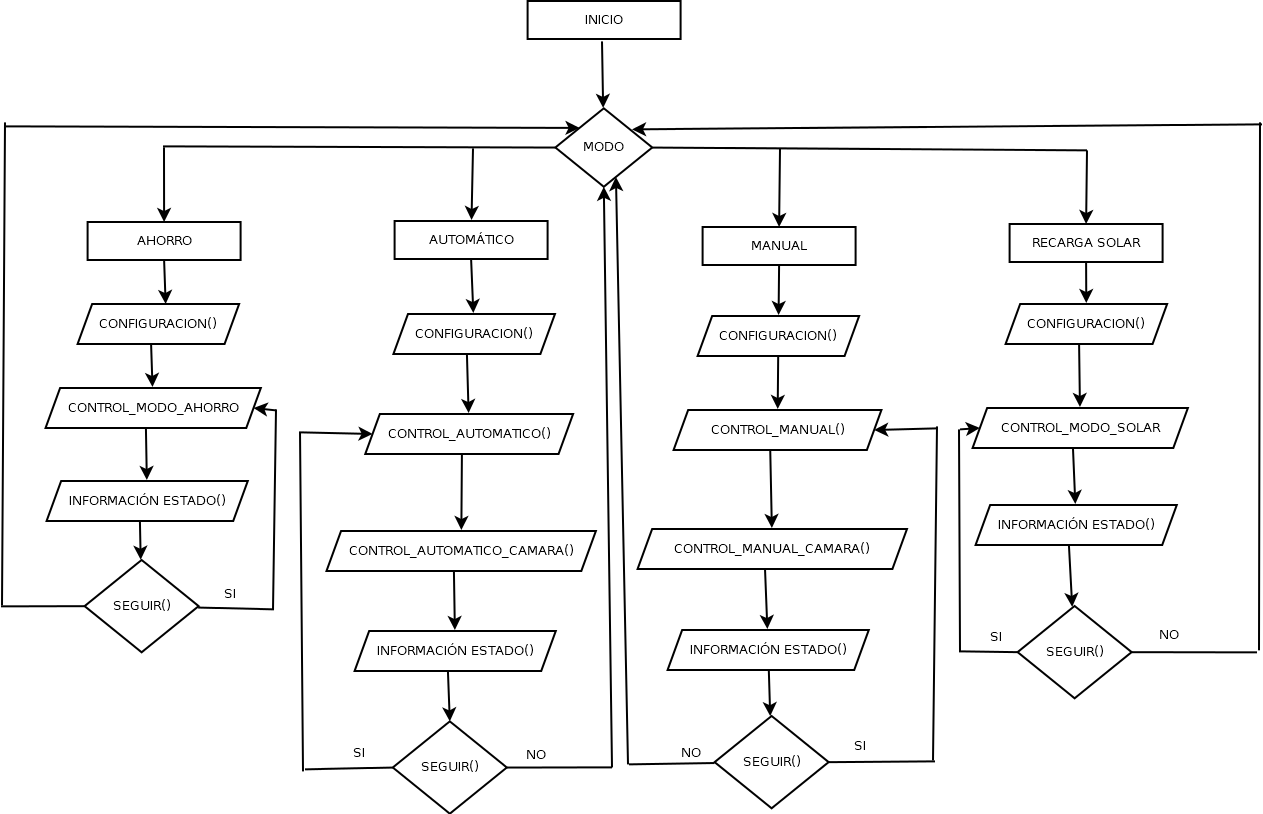 INICIO
MODO
AHORRO
CONFIGURACION()
CONTROL_MODO_AHORRO
INFORMACIÓN ESTADO()
SEGUIR()
SI
AUTOMÁTICO
CONFIGURACION()
CONTROL_AUTOMATICO()
CONTROL_AUTOMATICO_CAMARA()
INFORMACIÓN ESTADO()
SEGUIR()
SI
NO
MANUAL
CONFIGURACION()
CONTROL_MANUAL()
CONTROL_MANUAL_CAMARA()
INFORMACIÓN ESTADO()
SEGUIR()
NO
SI
RECARGA SOLAR
CONFIGURACION()
CONTROL_MODO_SOLAR
INFORMACIÓN ESTADO()
SEGUIR()
SI
NO